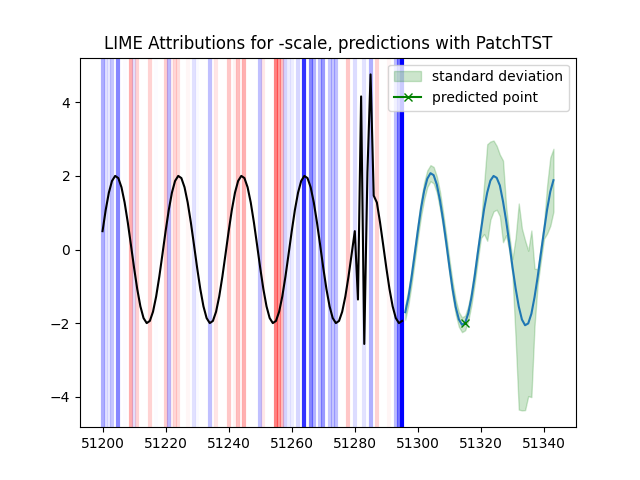 LIME Attributions for -scale, predictions with PatchTST
standard deviation
predicted point
4
2
0
−2
−4
51200 51220 51240 51260 51280 51300 51320 51340